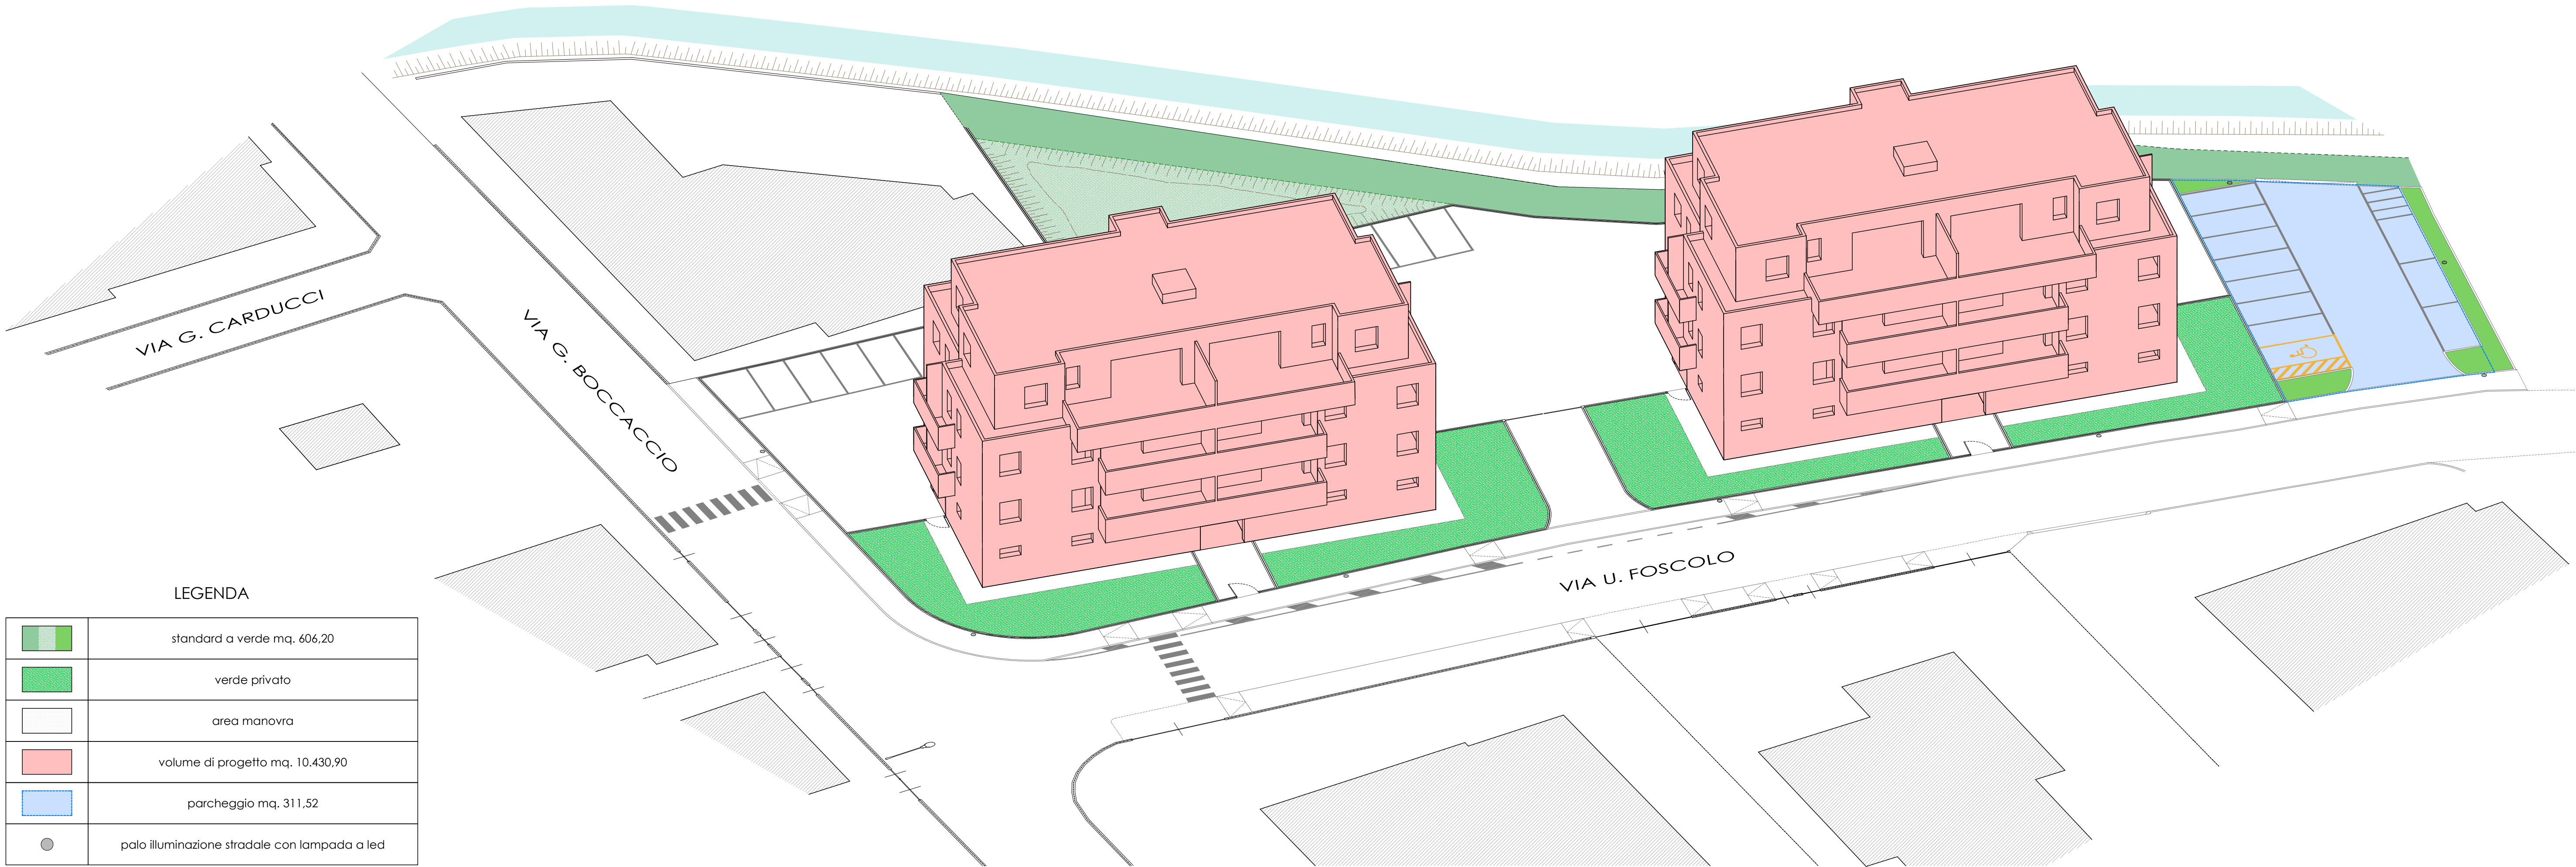 VIA G. CARDUCCI
VIA G. BOCCACCIO
VIA U. FOSCOLO
LEGENDA
standard a verde mq. 606,20
verde privato
area manovra
volume di progetto mq. 10.430,90
parcheggio mq. 311,52
palo illuminazione stradale con lampada a led